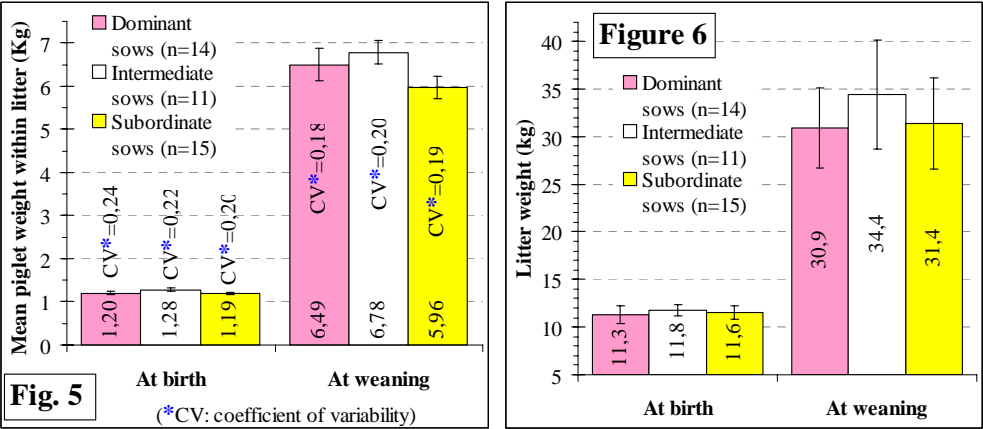 Mean piglet weight within litter (Kg)
7
6
5
4
3
2
1
0
Dominant
sows (n=14)
Intermediate
sows (n=11)
Subordinate
sows (n=15)
CV*=0,24
CV*=0,22
CV*=0,20
CV*=0,18
CV*=0,20
CV*=0,19
1,20
1,28
1,19
6,49
6,78
5,96
At birth
At weaning
Fig. 5
(*CV: coefficient of variability)
Figure 6
Litter weight (kg)
40
35
30
25
20
15
10
5
Dominant
sows (n=14)
Intermediate
sows (n=11)
Subordinate
sows (n=15)
11,3
11,8
11,6
30,9
34,4
31,4
At birth
At weaning